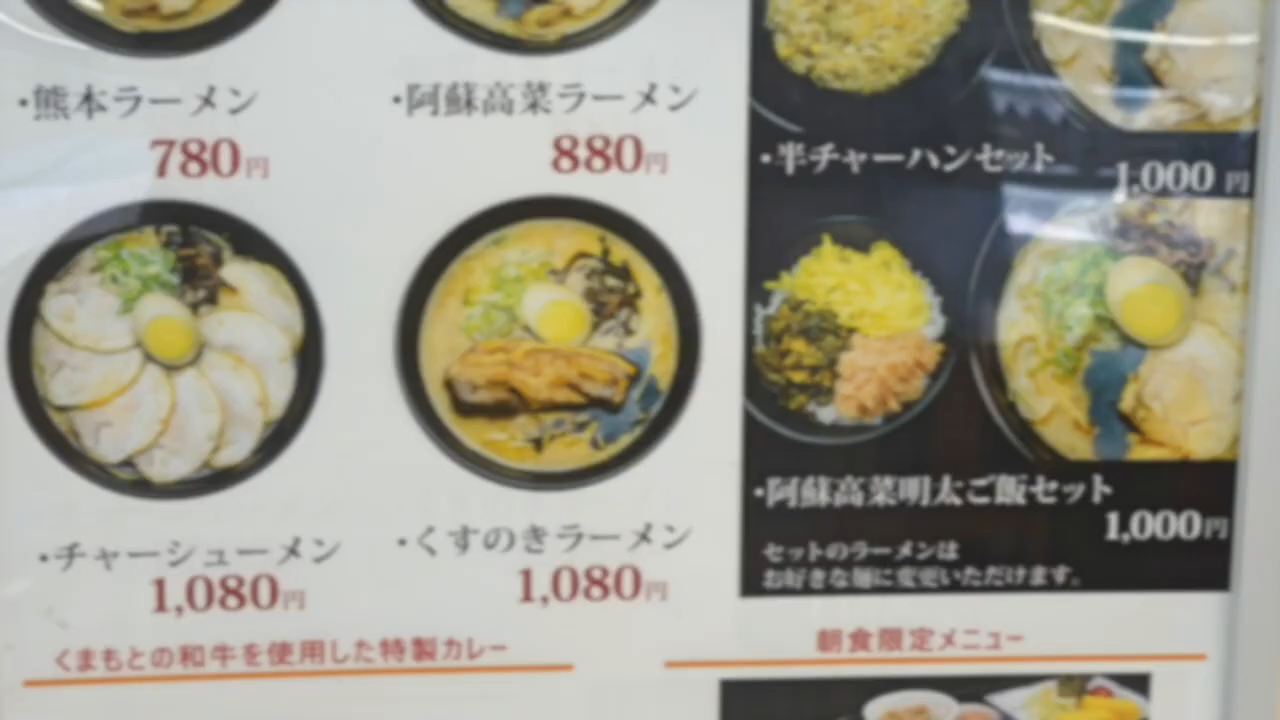 ・熊本ラーメン
780円
・阿蘇高菜ラーメン
880円
・半チャーハンセット
1,000円
・チャーシューメン
1,080円
・くすのきラーメン
1,080円
・阿蘇高菜明太ご飯セット
1,000円
セットのラーメンは
お好きな麺に変更いただけます。
くまもとの和牛を使用した特製カレー
朝食限定メニュー